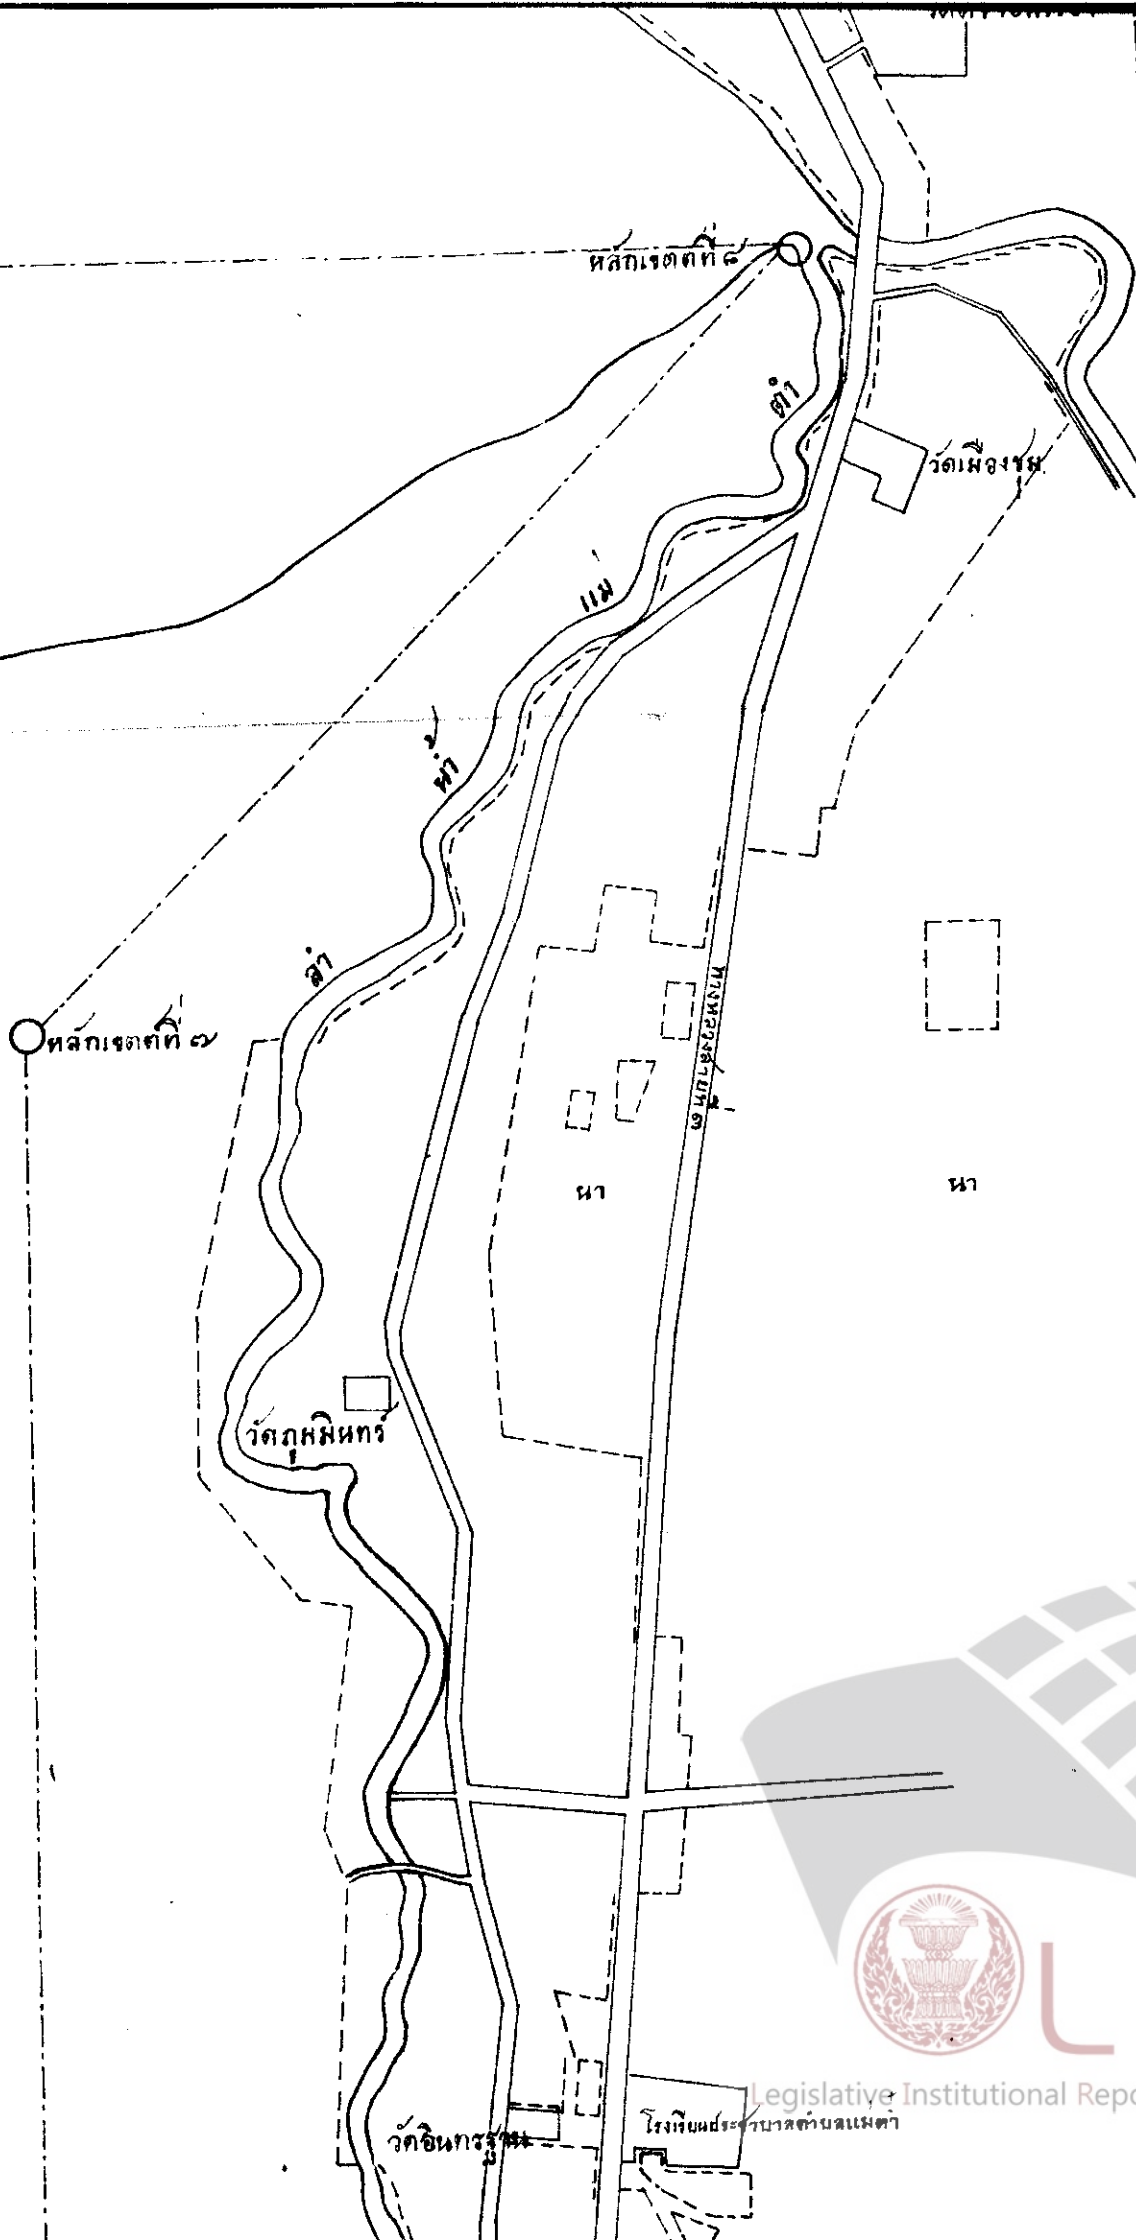 หลักเขตที่ ๘
วัดเมืองชุม
ลำ น้ำ แม่ ต๋ำ
หลักเขตที่ ๗
ทางหลวงสายที่ ๓
นา
นา
วัดภูมมินทร์
วัดอินทรฐาน
โรงเรียนประชาบาลตำบลแม่ต๋ำ
L
Legislative Institutional Repo